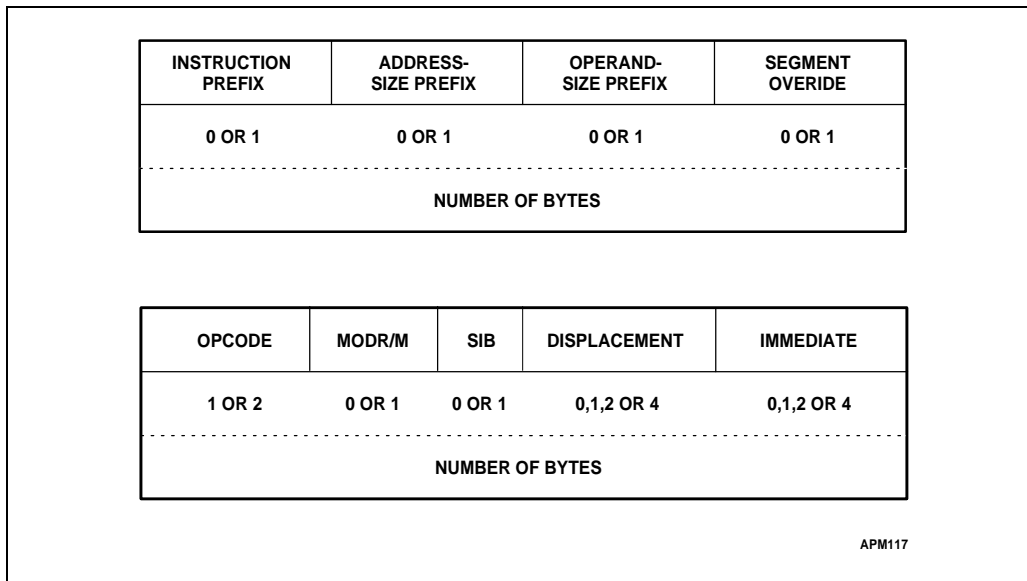 INSTRUCTION PREFIX ADDRESS-SIZE PREFIX OPERAND-SIZE PREFIX SEGMENT OVERIDE
0 OR 1 0 OR 1 0 OR 1 0 OR 1
NUMBER OF BYTES
OPCODE MODR/M SIB DISPLACEMENT IMMEDIATE
1 OR 2 0 OR 1 0 OR 1 0,1,2 OR 4 0,1,2 OR 4
NUMBER OF BYTES
APM117